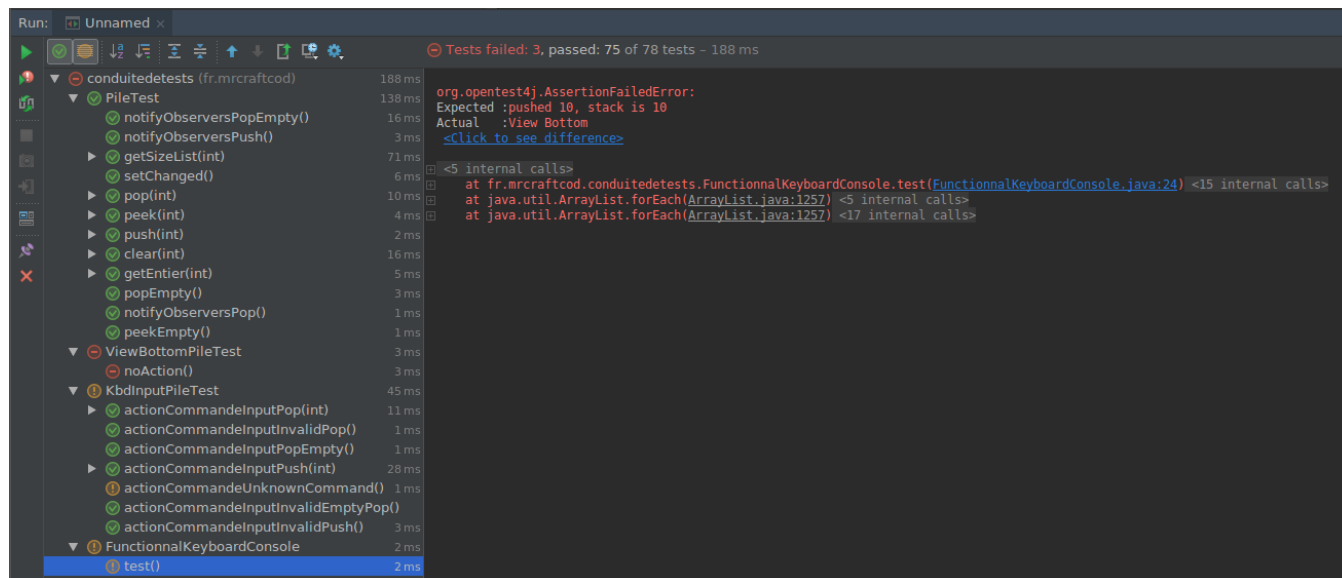 Run: Unnamed ×
Tests failed: 3, passed: 75 of 78 tests – 188 ms
conduitedetests (fr.mrcraftcod) 188 ms
PileTest 138 ms
notifyObserversPopEmpty() 16 ms
notifyObserversPush() 3 ms
getSizeList(int) 71 ms
setChanged() 6 ms
pop(int) 10 ms
peek(int) 4 ms
push(int) 2 ms
clear(int) 16 ms
getEntier(int) 5 ms
popEmpty() 3 ms
notifyObserversPop() 1 ms
peekEmpty() 1 ms
ViewBottomPileTest 3 ms
noAction() 3 ms
KbdInputPileTest 45 ms
actionCommandeInputPop(int) 11 ms
actionCommandeInputInvalidPop() 1 ms
actionCommandeInputPopEmpty() 1 ms
actionCommandeInputPush(int) 28 ms
actionCommandeUnknownCommand() 1 ms
actionCommandeInputInvalidEmptyPop()
actionCommandeInputInvalidPush() 3 ms
FunctionnalKeyboardConsole 2 ms
test() 2 ms
org.opentest4j.AssertionFailedError:
Expected :pushed 10, stack is 10
Actual :View Bottom
<Click to see difference>
<5 internal calls>
at fr.mrcraftcod.conduitedetests.FunctionnalKeyboardConsole.test(FunctionnalKeyboardConsole.java:24) <15 internal calls>
at java.util.ArrayList.forEach(ArrayList.java:1257) <5 internal calls>
at java.util.ArrayList.forEach(ArrayList.java:1257) <17 internal calls>